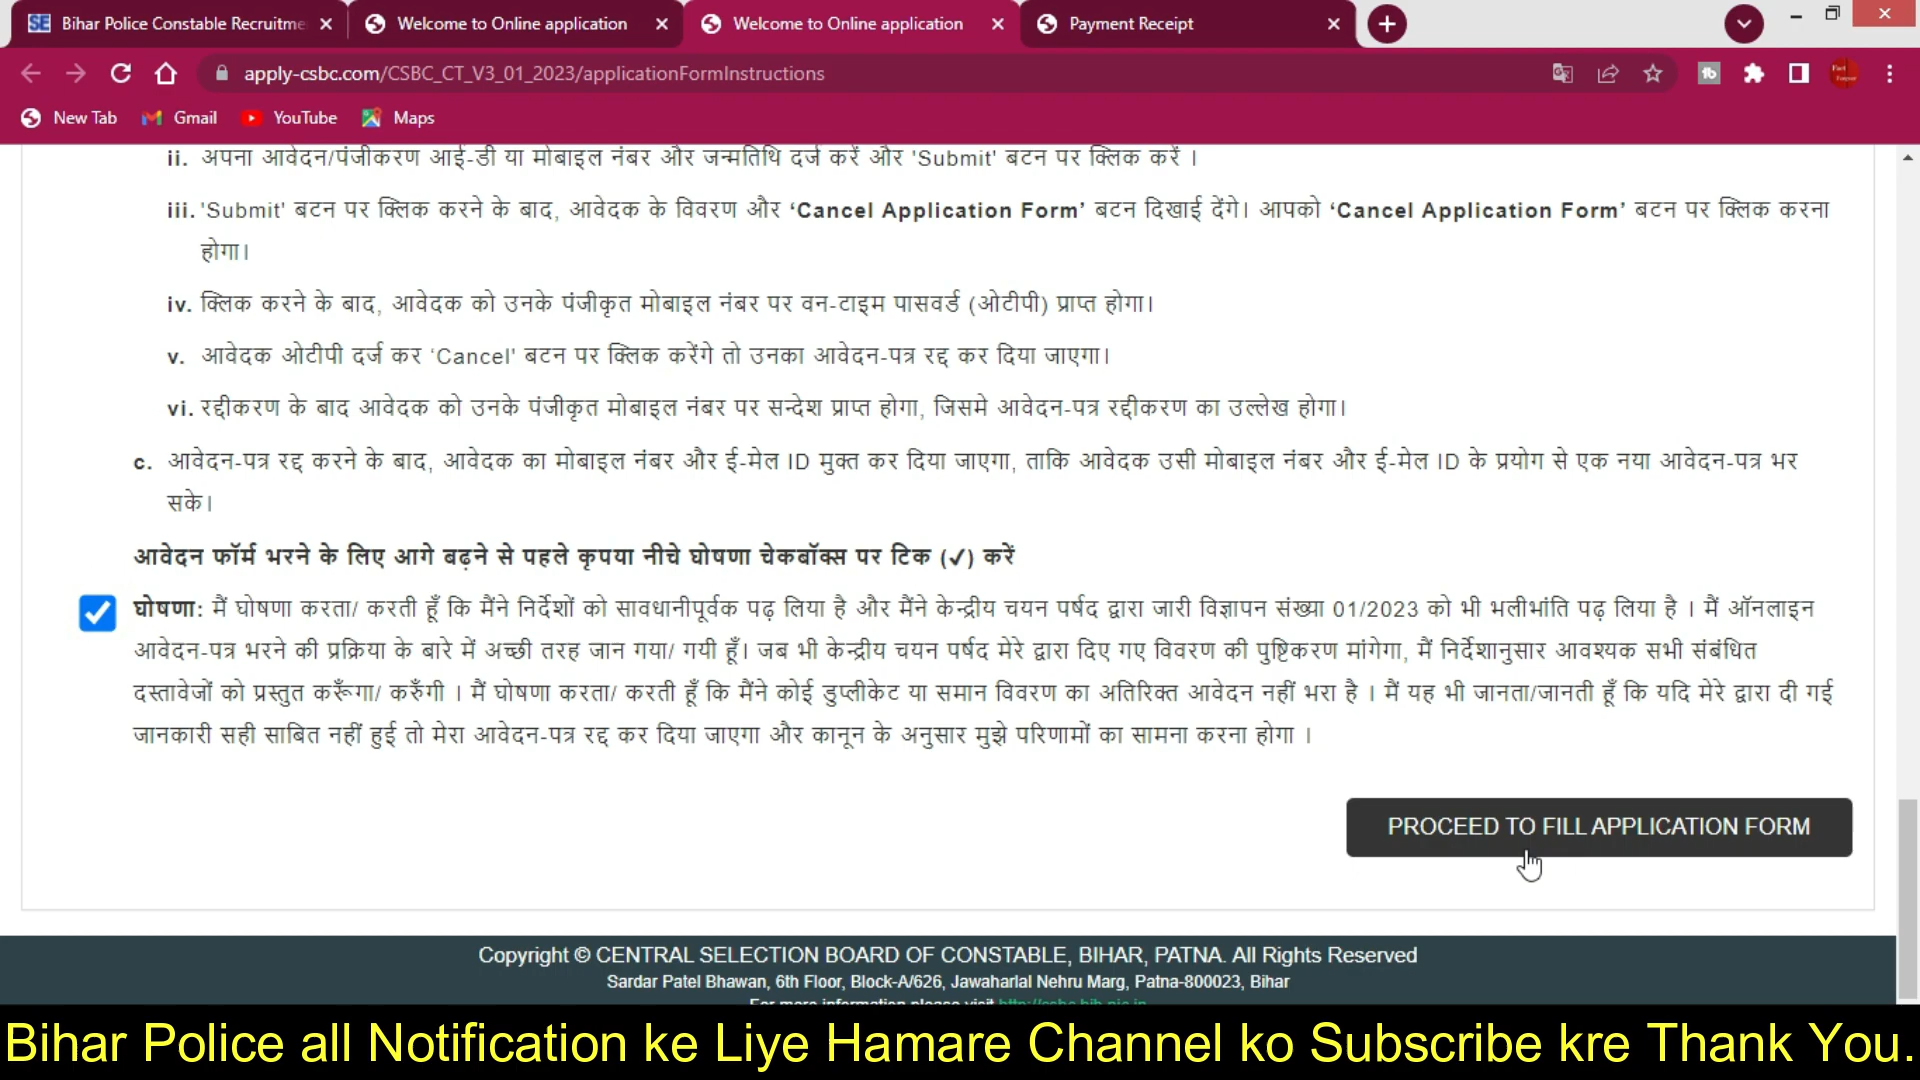 Bihar Police Constable Recruitme
Welcome to Online application
Welcome to Online application
Payment Receipt
apply-csbc.com/CSBC_CT_V3_01_2023/applicationFormInstructions
New Tab Gmail YouTube Maps
ii. अपना आवेदन/पंजीकरण आई-डी या मोबाइल नंबर और जन्मतिथि दर्ज करें और 'Submit' बटन पर क्लिक करें ।
iii. 'Submit' बटन पर क्लिक करने के बाद, आवेदक के विवरण और ‘Cancel Application Form’ बटन दिखाई देंगे। आपको ‘Cancel Application Form’ बटन पर क्लिक करना
होगा।
iv. क्लिक करने के बाद, आवेदक को उनके पंजीकृत मोबाइल नंबर पर वन-टाइम पासवर्ड (ओटीपी) प्राप्त होगा।
v. आवेदक ओटीपी दर्ज कर ‘Cancel' बटन पर क्लिक करेंगे तो उनका आवेदन-पत्र रद्द कर दिया जाएगा।
vi. रद्दीकरण के बाद आवेदक को उनके पंजीकृत मोबाइल नंबर पर सन्देश प्राप्त होगा, जिसमे आवेदन-पत्र रद्दीकरण का उल्लेख होगा।
c. आवेदन-पत्र रद्द करने के बाद, आवेदक का मोबाइल नंबर और ई-मेल ID मुक्त कर दिया जाएगा, ताकि आवेदक उसी मोबाइल नंबर और ई-मेल ID के प्रयोग से एक नया आवेदन-पत्र भर
सके।
आवेदन फॉर्म भरने के लिए आगे बढ़ने से पहले कृपया नीचे घोषणा चेकबॉक्स पर टिक (✓) करें
घोषणा: मैं घोषणा करता/ करती हूँ कि मैंने निर्देशों को सावधानीपूर्वक पढ़ लिया है और मैंने केन्द्रीय चयन पर्षद द्वारा जारी विज्ञापन संख्या 01/2023 को भी भलीभांति पढ़ लिया है । मैं ऑनलाइन
आवेदन-पत्र भरने की प्रक्रिया के बारे में अच्छी तरह जान गया/ गयी हूँ। जब भी केन्द्रीय चयन पर्षद मेरे द्वारा दिए गए विवरण की पुष्टिकरण मांगेगा, मैं निर्देशानुसार आवश्यक सभी संबंधित
दस्तावेजों को प्रस्तुत करूँगा/ करुँगी । मैं घोषणा करता/ करती हूँ कि मैंने कोई डुप्लीकेट या समान विवरण का अतिरिक्त आवेदन नहीं भरा है । मैं यह भी जानता/जानती हूँ कि यदि मेरे द्वारा दी गई
जानकारी सही साबित नहीं हुई तो मेरा आवेदन-पत्र रद्द कर दिया जाएगा और कानून के अनुसार मुझे परिणामों का सामना करना होगा ।
PROCEED TO FILL APPLICATION FORM
Copyright © CENTRAL SELECTION BOARD OF CONSTABLE, BIHAR, PATNA. All Rights Reserved
Sardar Patel Bhawan, 6th Floor, Block-A/626, Jawaharlal Nehru Marg, Patna-800023, Bihar
For more information please visit http://csbc.bih.nic.in
Bihar Police all Notification ke Liye Hamare Channel ko Subscribe kre Thank You.